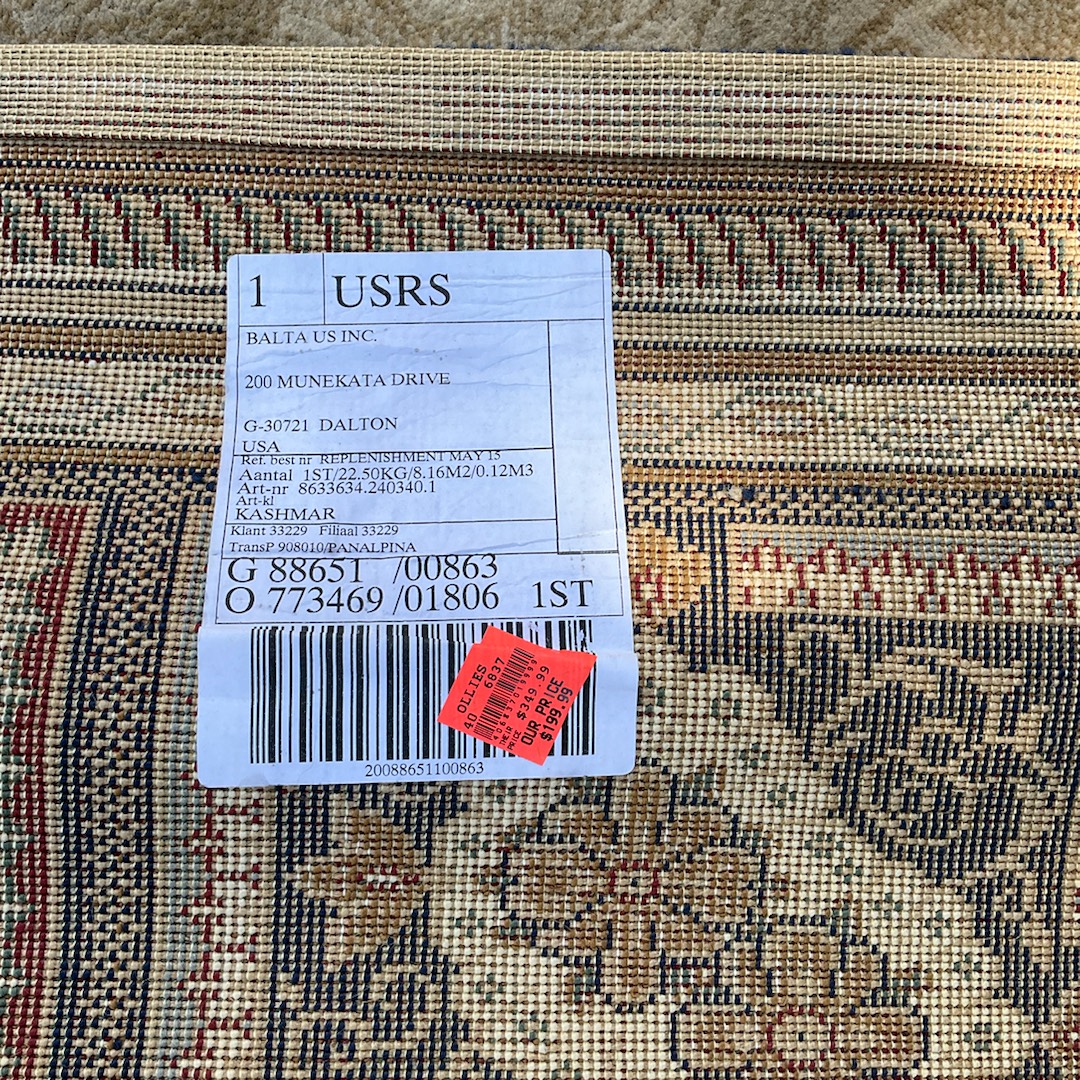 1 USRS
BALTA US INC.
200 MUNEKATA DRIVE
G-30721 DALTON
USA
Ref. best nr REPLENISHMENT MAY 15
Aantal 1ST/22.50KG/8.16M2/0.12M3
Art-nr 8633634.240340.1
Art-kl
KASHMAR
Klant 33229 Filiaal 33229
TransP 908010/PANALPINA
G 88651 /00863
O 773469 /01806 1ST
20088651100863
OLLIES
40 6837
THEIR PRICE $349.99
OUR PRICE
$199.99